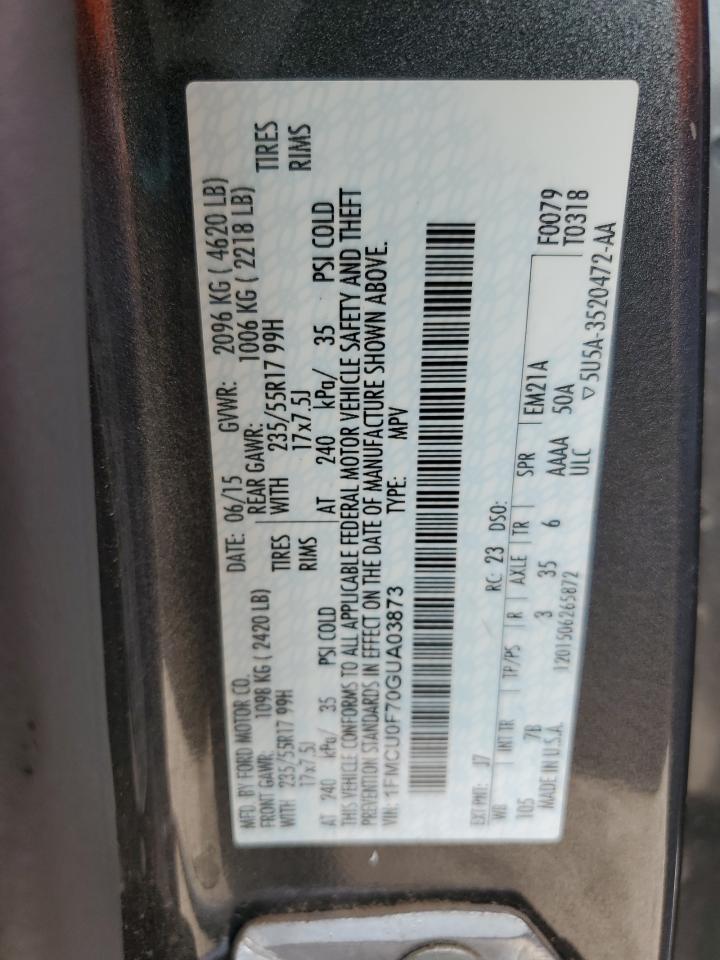 MFD. BY FORD MOTOR CO. DATE: 06/15 GVWR: 2096 KG ( 4620 LB)
FRONT GAWR: 1098 KG ( 2420 LB) REAR GAWR: 1006 KG ( 2218 LB)
WITH 235/55R17 99H TIRES WITH 235/55R17 99H TIRES
17x7.5J RIMS 17x7.5J RIMS
AT 240 kPa/ 35 PSI COLD AT 240 kPa/ 35 PSI COLD
THIS VEHICLE CONFORMS TO ALL APPLICABLE FEDERAL MOTOR VEHICLE SAFETY AND THEFT
PREVENTION STANDARDS IN EFFECT ON THE DATE OF MANUFACTURE SHOWN ABOVE.
VIN: 1FMCU0F70GUA03873 TYPE: MPV
EXT PNT: J7 RC: 23 DSO:
WB INT TR TP/PS R AXLE TR SPR EM21A F0079
105 7B 3 35 6 AAAA 50A T0318
MADE IN U.S.A. 1201506265872 ULC ▽5U5A-3520472-AA